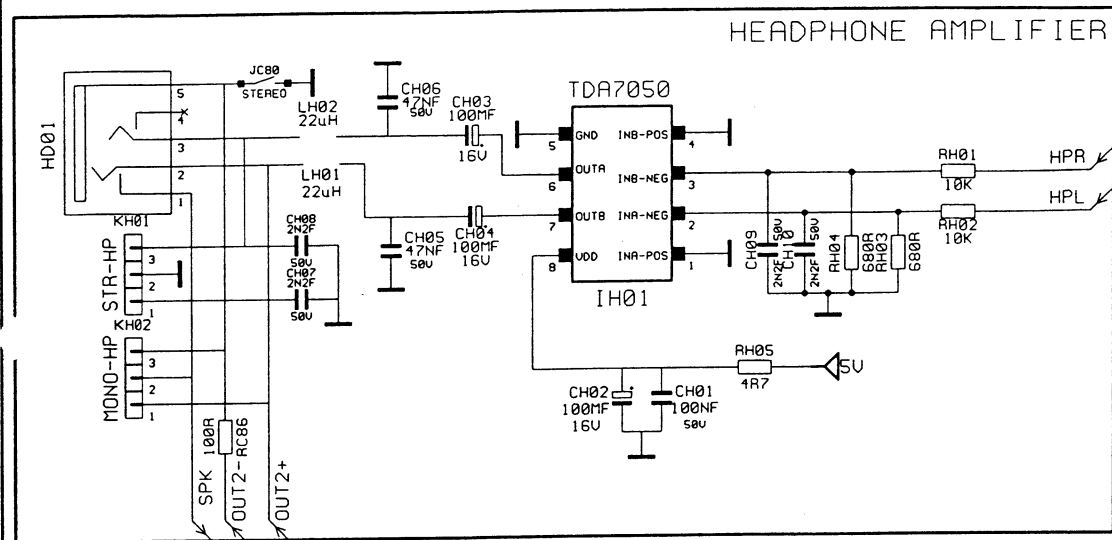 HEADPHONE AMPLIFIER
JC80
STEREO
HD01
5
4
3
2
1
LH02
22uH
LH01
22uH
CH06
47NF
50V
CH03
100MF
16V
CH05
47NF
50V
CH04
100MF
16V
TDA7050
GND
OUTA
OUTB
VDD
5
6
7
8
INB-POS
INB-NEG
INA-NEG
INA-POS
4
3
2
1
IH01
RH01
10K
HPR
HPL
RH02
10K
CH09
2N2F
50V
CH10
2N2F
50V
RH04
680R
RH03
680R
KH01
STR-HP
3
2
1
CH08
2N2F
50V
CH07
2N2F
50V
KH02
MONO-HP
3
2
1
100R
RC86
SPK
OUT2-
OUT2+
RH05
4R7
5V
CH02
100MF
16V
CH01
100NF
50V